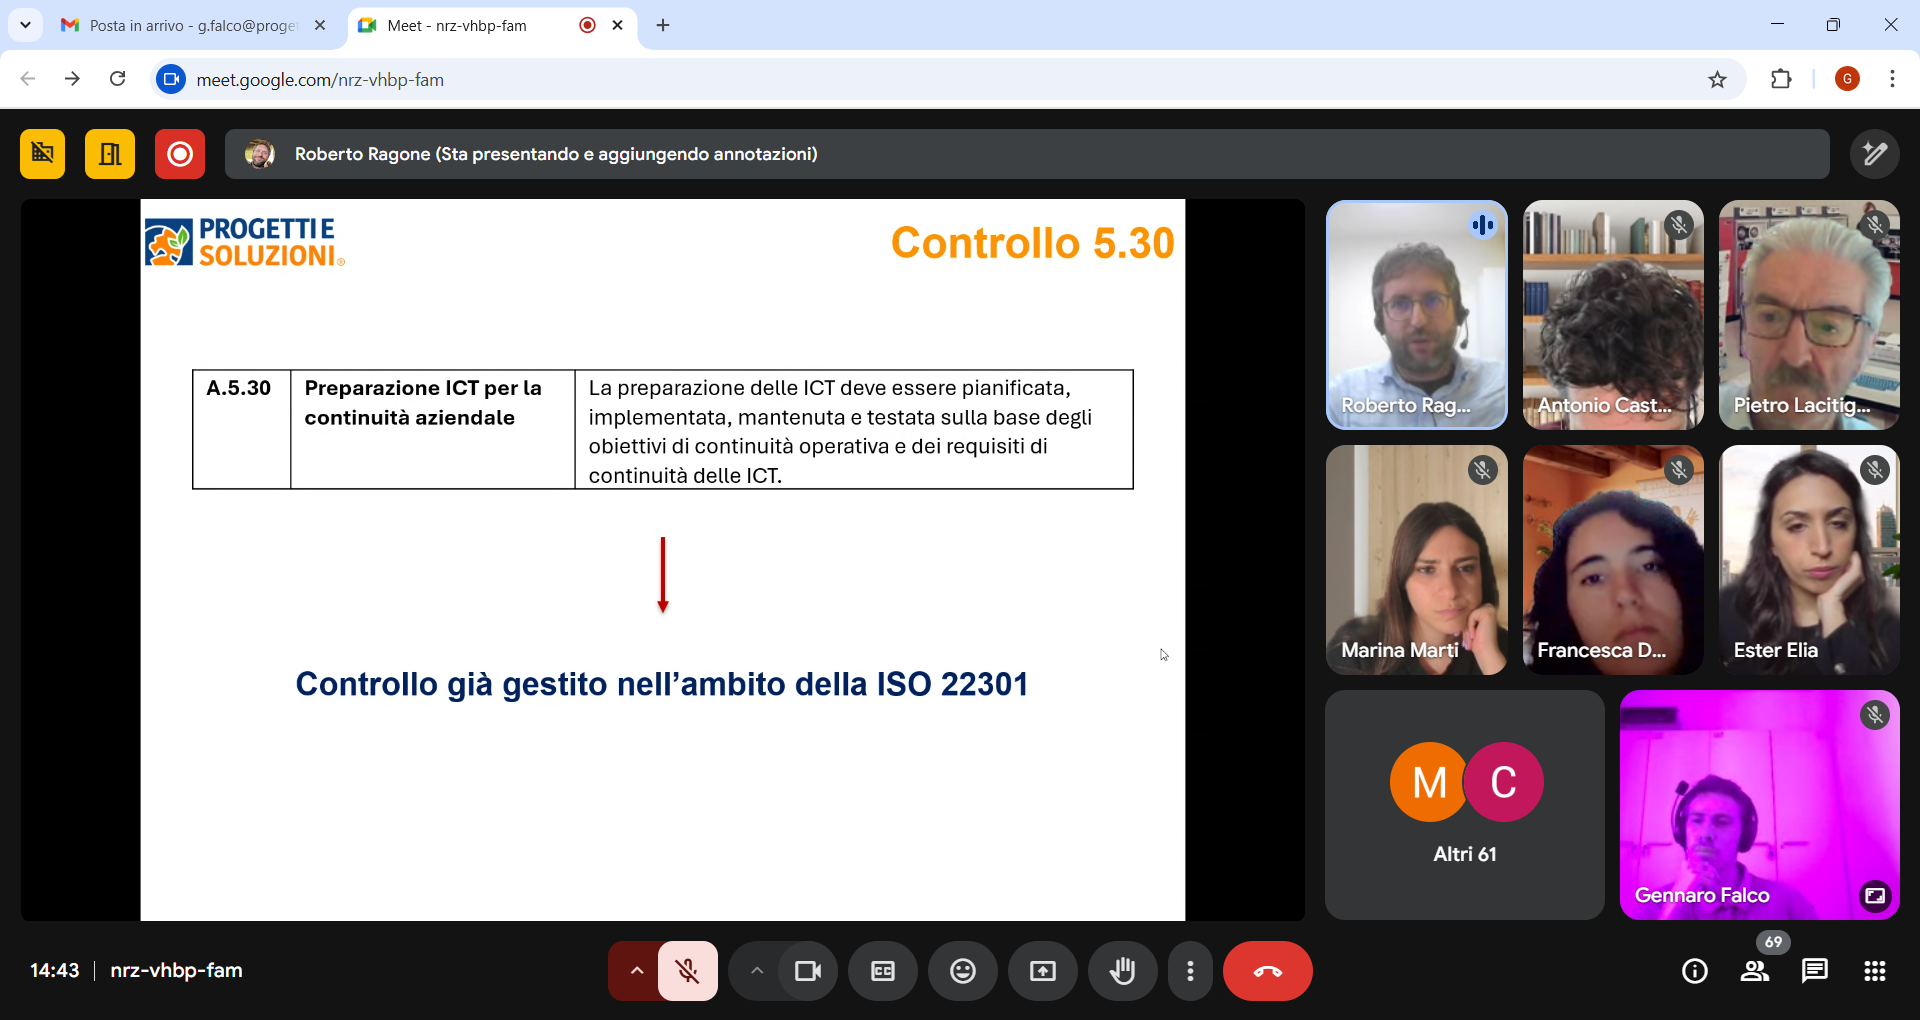 Posta in arrivo - g.falco@proget
Meet - nrz-vhbp-fam
meet.google.com/nrz-vhbp-fam
G
Roberto Ragone (Sta presentando e aggiungendo annotazioni)
PROGETTI E
SOLUZIONI®
Controllo 5.30
A.5.30
Preparazione ICT per la
continuità aziendale
La preparazione delle ICT deve essere pianificata,
implementata, mantenuta e testata sulla base degli
obiettivi di continuità operativa e dei requisiti di
continuità delle ICT.
Controllo già gestito nell’ambito della ISO 22301
Roberto Rag...
Antonio Cast...
Pietro Lacitig...
Marina Marti
Francesca D...
Ester Elia
M
C
Altri 61
Gennaro Falco
14:43
nrz-vhbp-fam
CC
69